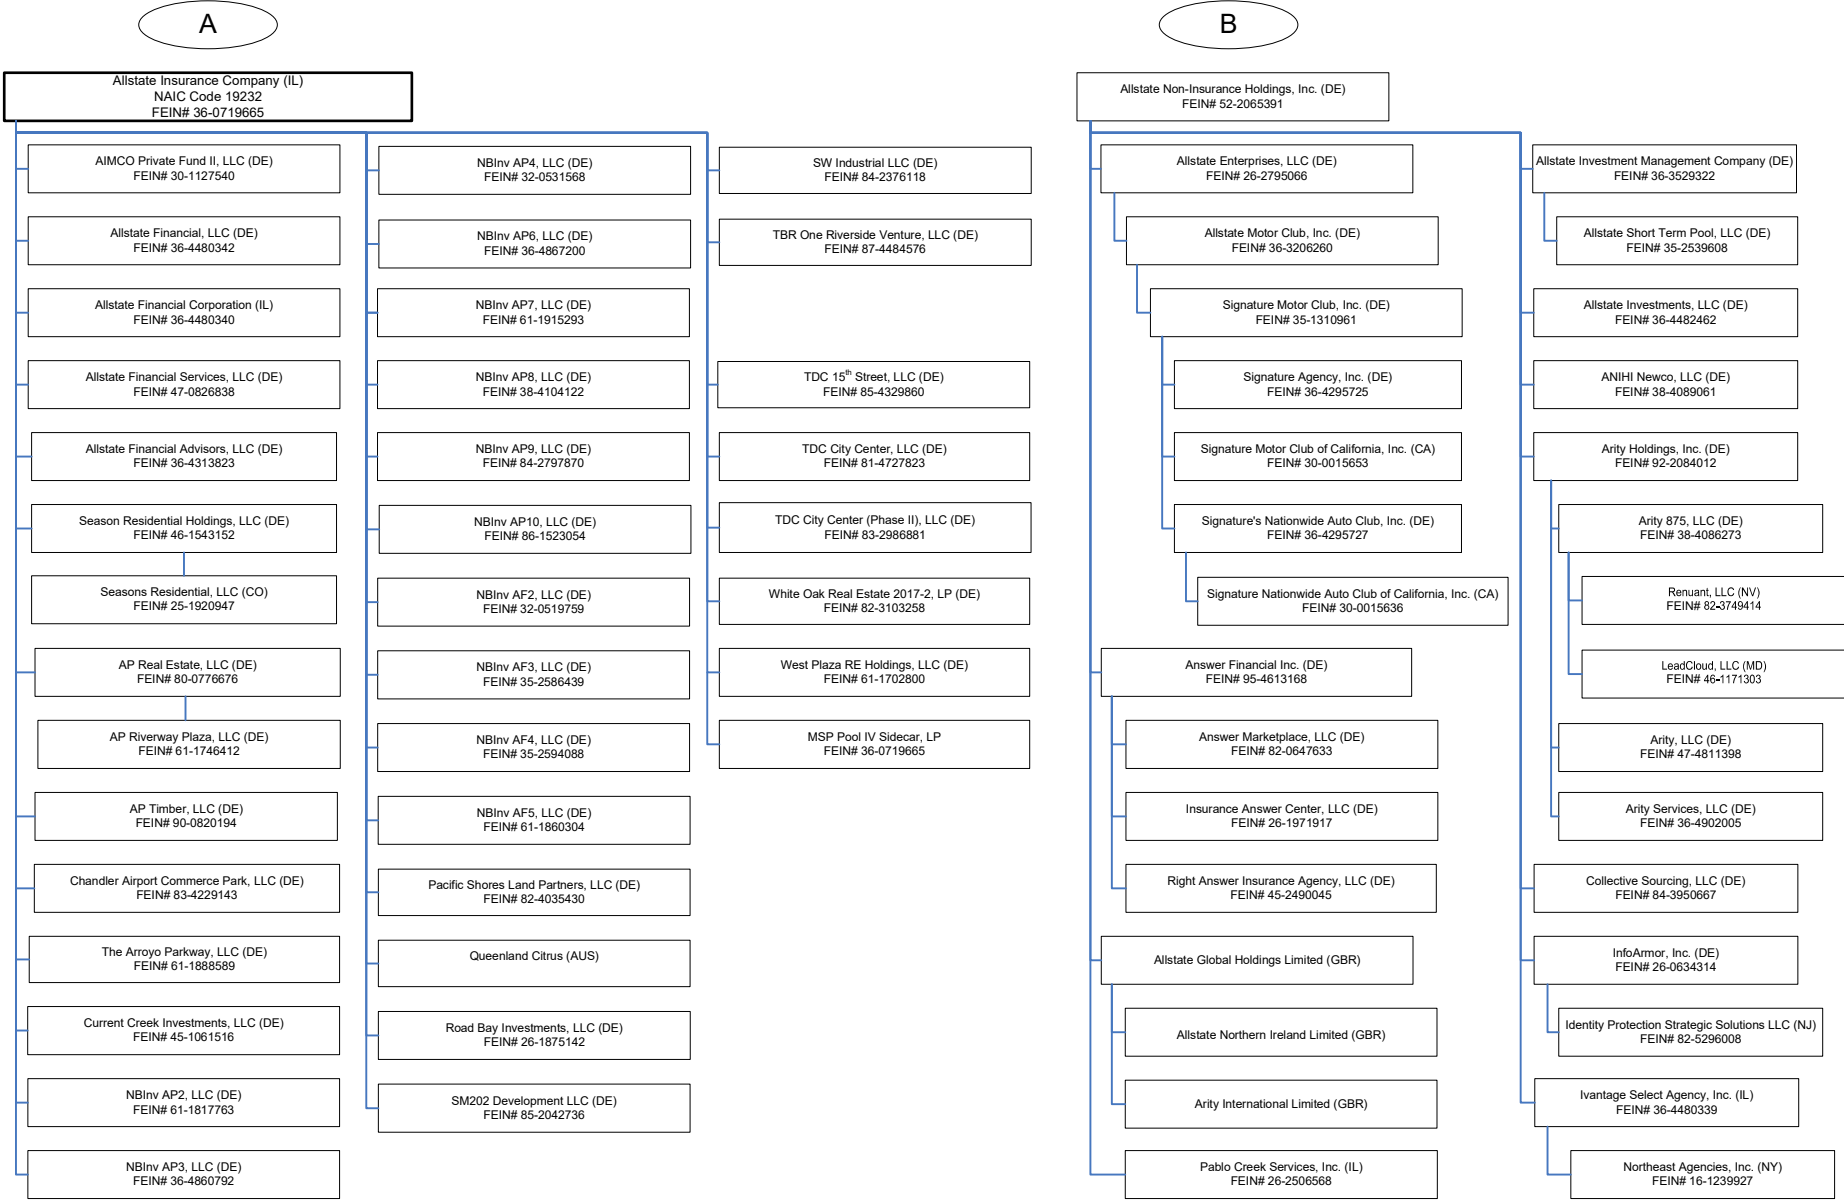 A
Allstate Insurance Company (IL)
NAIC Code 19232
FEIN# 36-0719665
AIMCO Private Fund II, LLC (DE)
FEIN# 30-1127540
Allstate Financial, LLC (DE)
FEIN# 36-4480342
Allstate Financial Corporation (IL)
FEIN# 36-4480340
Allstate Financial Services, LLC (DE)
FEIN# 47-0826838
Allstate Financial Advisors, LLC (DE)
FEIN# 36-4313823
Season Residential Holdings, LLC (DE)
FEIN# 46-1543152
Seasons Residential, LLC (CO)
FEIN# 25-1920947
AP Real Estate, LLC (DE)
FEIN# 80-0776676
AP Riverway Plaza, LLC (DE)
FEIN# 61-1746412
AP Timber, LLC (DE)
FEIN# 90-0820194
Chandler Airport Commerce Park, LLC (DE)
FEIN# 83-4229143
The Arroyo Parkway, LLC (DE)
FEIN# 61-1888589
Current Creek Investments, LLC (DE)
FEIN# 45-1061516
NBInv AP2, LLC (DE)
FEIN# 61-1817763
NBInv AP3, LLC (DE)
FEIN# 36-4860792
NBInv AP4, LLC (DE)
FEIN# 32-0531568
NBInv AP6, LLC (DE)
FEIN# 36-4867200
NBInv AP7, LLC (DE)
FEIN# 61-1915293
NBInv AP8, LLC (DE)
FEIN# 38-4104122
NBInv AP9, LLC (DE)
FEIN# 84-2797870
NBInv AP10, LLC (DE)
FEIN# 86-1523054
NBInv AF2, LLC (DE)
FEIN# 32-0519759
NBInv AF3, LLC (DE)
FEIN# 35-2586439
NBInv AF4, LLC (DE)
FEIN# 35-2594088
NBInv AF5, LLC (DE)
FEIN# 61-1860304
Pacific Shores Land Partners, LLC (DE)
FEIN# 82-4035430
Queenland Citrus (AUS)
Road Bay Investments, LLC (DE)
FEIN# 26-1875142
SM202 Development LLC (DE)
FEIN# 85-2042736
SW Industrial LLC (DE)
FEIN# 84-2376118
TBR One Riverside Venture, LLC (DE)
FEIN# 87-4484576
TDC 15th Street, LLC (DE)
FEIN# 85-4329860
TDC City Center, LLC (DE)
FEIN# 81-4727823
TDC City Center (Phase II), LLC (DE)
FEIN# 83-2986881
White Oak Real Estate 2017-2, LP (DE)
FEIN# 82-3103258
West Plaza RE Holdings, LLC (DE)
FEIN# 61-1702800
MSP Pool IV Sidecar, LP
FEIN# 36-0719665
B
Allstate Non-Insurance Holdings, Inc. (DE)
FEIN# 52-2065391
Allstate Enterprises, LLC (DE)
FEIN# 26-2795066
Allstate Motor Club, Inc. (DE)
FEIN# 36-3206260
Signature Motor Club, Inc. (DE)
FEIN# 35-1310961
Signature Agency, Inc. (DE)
FEIN# 36-4295725
Signature Motor Club of California, Inc. (CA)
FEIN# 30-0015653
Signature's Nationwide Auto Club, Inc. (DE)
FEIN# 36-4295727
Signature Nationwide Auto Club of California, Inc. (CA)
FEIN# 30-0015636
Answer Financial Inc. (DE)
FEIN# 95-4613168
Answer Marketplace, LLC (DE)
FEIN# 82-0647633
Insurance Answer Center, LLC (DE)
FEIN# 26-1971917
Right Answer Insurance Agency, LLC (DE)
FEIN# 45-2490045
Allstate Global Holdings Limited (GBR)
Allstate Northern Ireland Limited (GBR)
Arity International Limited (GBR)
Pablo Creek Services, Inc. (IL)
FEIN# 26-2506568
Allstate Investment Management Company (DE)
FEIN# 36-3529322
Allstate Short Term Pool, LLC (DE)
FEIN# 35-2539608
Allstate Investments, LLC (DE)
FEIN# 36-4482462
ANIHI Newco, LLC (DE)
FEIN# 38-4089061
Arity Holdings, Inc. (DE)
FEIN# 92-2084012
Arity 875, LLC (DE)
FEIN# 38-4086273
Renuant, LLC (NV)
FEIN# 82-3749414
LeadCloud, LLC (MD)
FEIN# 46-1171303
Arity, LLC (DE)
FEIN# 47-4811398
Arity Services, LLC (DE)
FEIN# 36-4902005
Collective Sourcing, LLC (DE)
FEIN# 84-3950667
InfoArmor, Inc. (DE)
FEIN# 26-0634314
Identity Protection Strategic Solutions LLC (NJ)
FEIN# 82-5296008
Ivantage Select Agency, Inc. (IL)
FEIN# 36-4480339
Northeast Agencies, Inc. (NY)
FEIN# 16-1239927